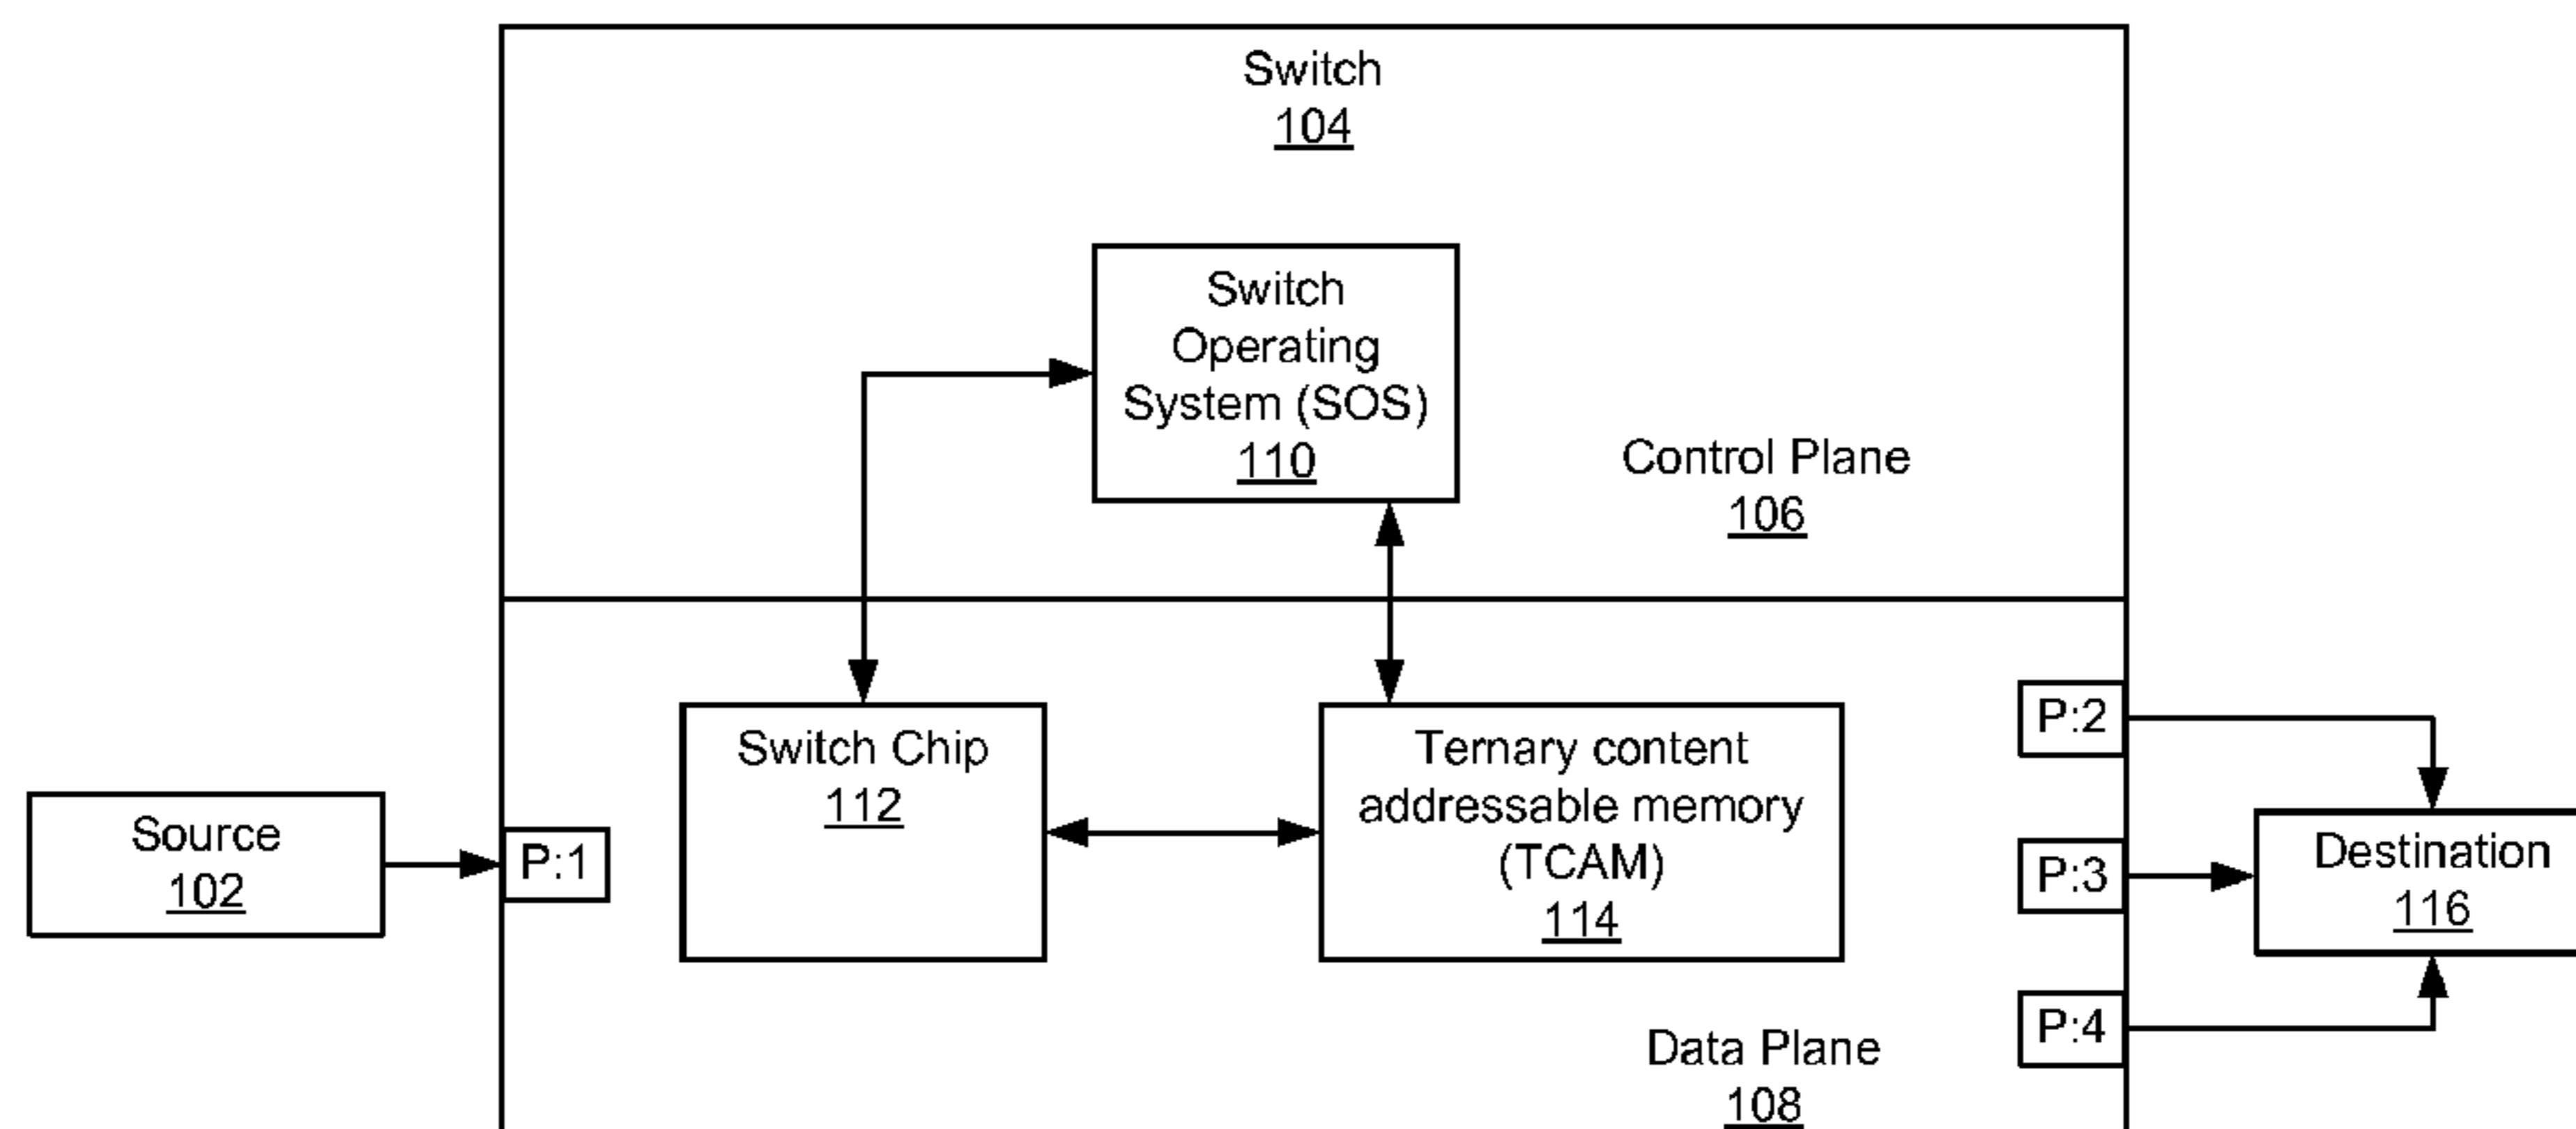 Switch
104
Switch
Operating
System (SOS)
110
Control Plane
106
Switch Chip
112
Ternary content
addressable memory
(TCAM)
114
Source
102
P:1
P:2
P:3
P:4
Destination
116
Data Plane
108